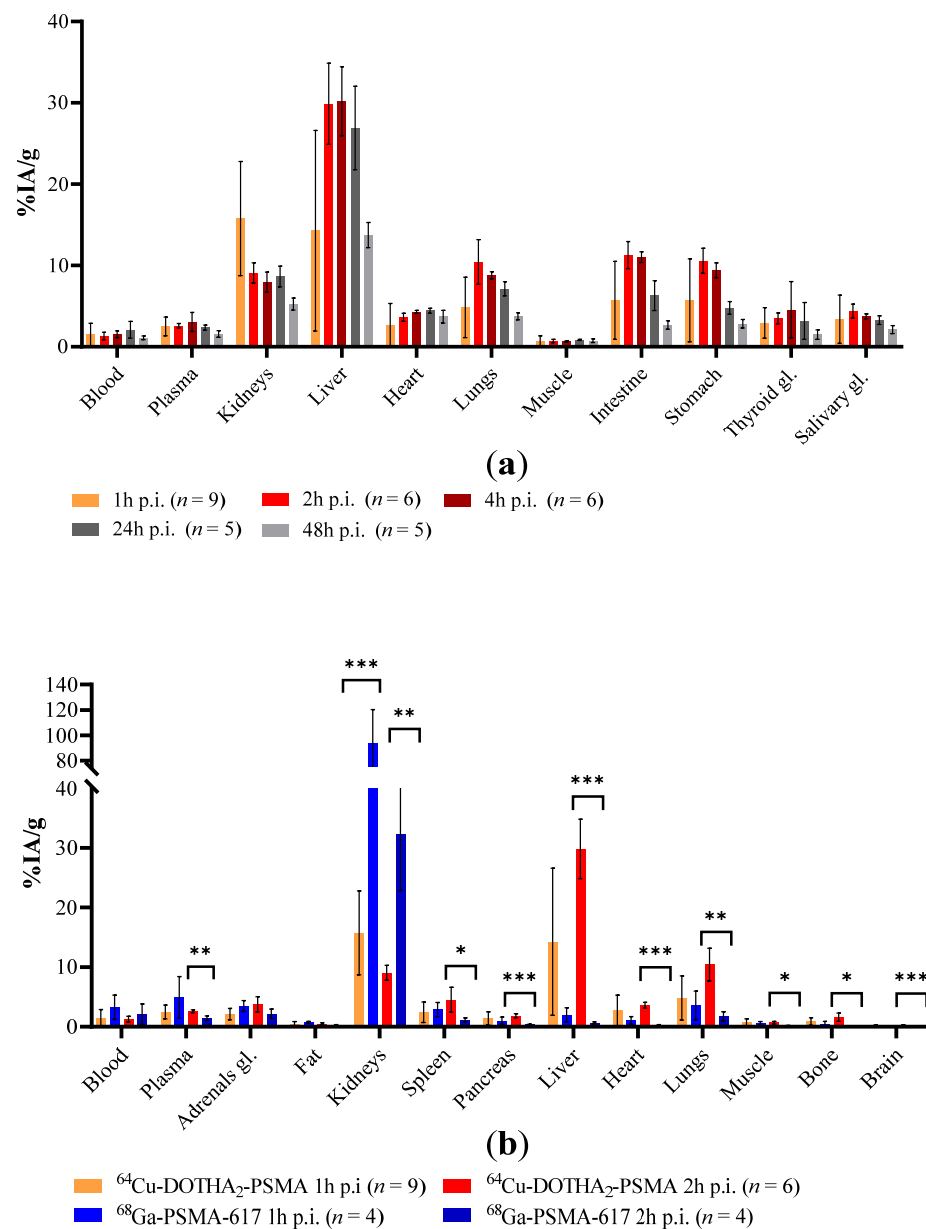 40
30
20
10
0
%IA/g
Blood Plasma Kidneys Liver Heart Lungs Muscle Intestine Stomach Thyroid gl. Salivary gl.
(a)
1h p.i. (n = 9) 2h p.i. (n = 6) 4h p.i. (n = 6)
24h p.i. (n = 5) 48h p.i. (n = 5)
***
140
120
**
100
80
40
***
30
%IA/g
20
** * *** *** ** * * ***
10
0
Blood Plasma Adrenals gl. Fat Kidneys Spleen Pancreas Liver Heart Lungs Muscle Bone Brain
(b)
⁶⁴Cu-DOTHA₂-PSMA 1h p.i (n = 9) ⁶⁴Cu-DOTHA₂-PSMA 2h p.i. (n = 6)
⁶⁸Ga-PSMA-617 1h p.i. (n = 4) ⁶⁸Ga-PSMA-617 2h p.i. (n = 4)